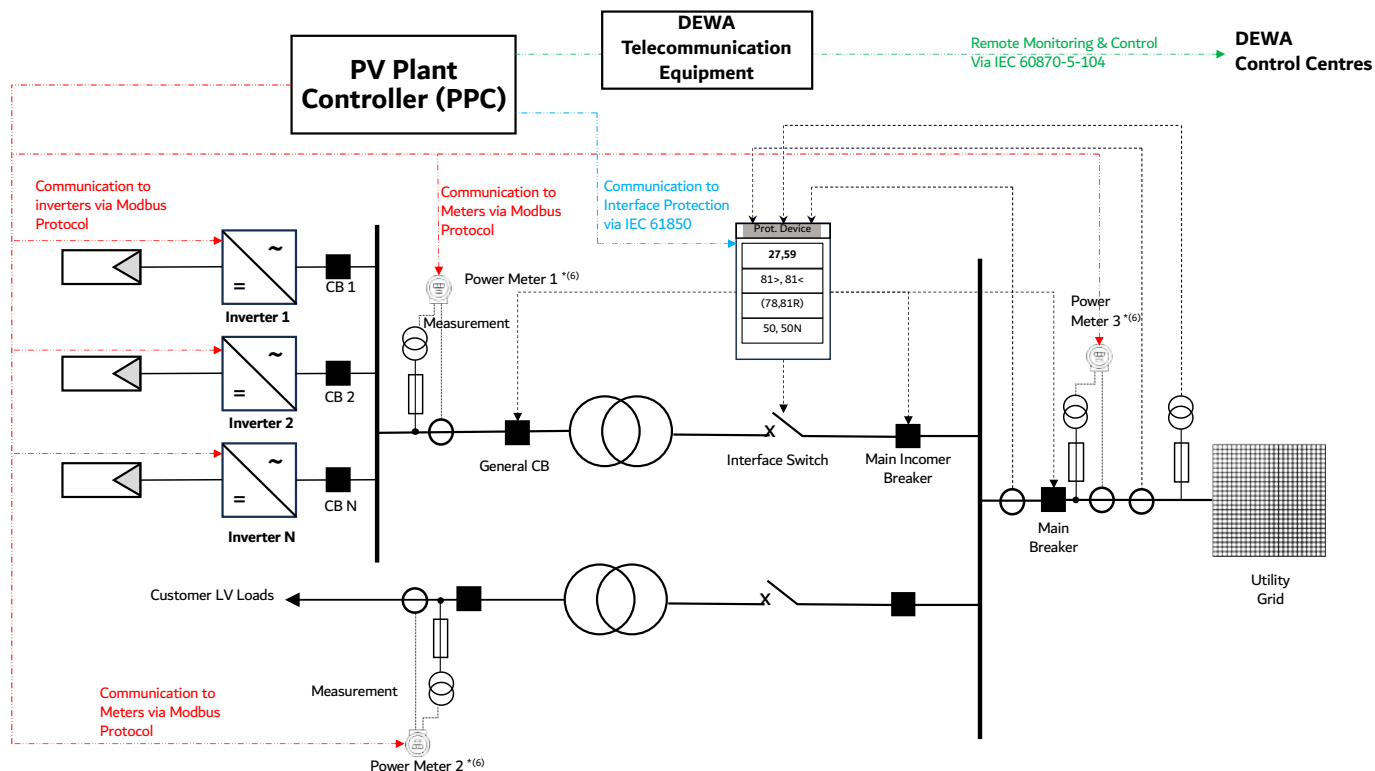 DEWA
Telecommunication
Equipment
Remote Monitoring & Control
Via IEC 60870-5-104
DEWA
Control Centres
PV Plant
Controller (PPC)
Communication to
inverters via Modbus
Protocol
Communication to
Meters via Modbus
Protocol
Communication to
Interface Protection
via IEC 61850
Prot. Device
27,59
81>, 81<
(78,81R)
50, 50N
~
=
Inverter 1
CB 1
Power Meter 1 *(6)
Measurement
Power
Meter 3 *(6)
~
=
Inverter 2
CB 2
~
=
Inverter N
CB N
General CB
x
Interface Switch
Main Incomer
Breaker
Main
Breaker
Utility
Grid
Customer LV Loads
x
Measurement
Communication to
Meters via Modbus
Protocol
Power Meter 2 *(6)